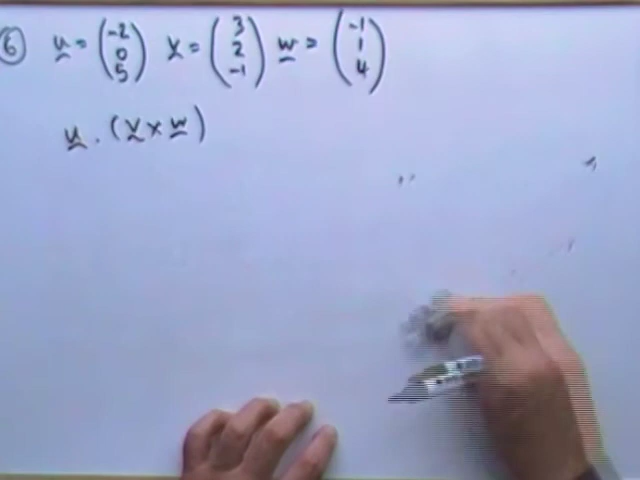 ⑥ u = (-2 0 5) v = (3 2 -1) w = (-1 1 4)
u . (v × w)